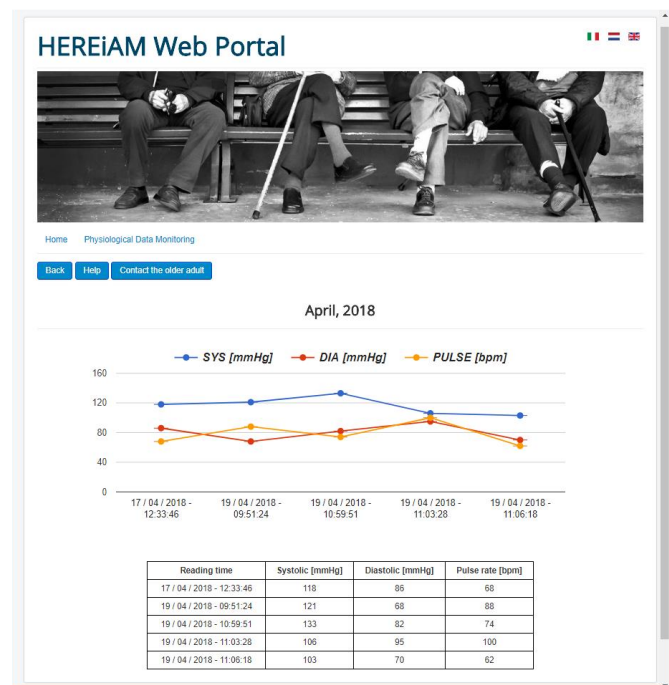 HEREiAM Web Portal
Home Physiological Data Monitoring
Back Help Contact the older adult
April, 2018
SYS [mmHg] DIA [mmHg] PULSE [bpm]
160
120
80
40
0
17 / 04 / 2018 - 19 / 04 / 2018 - 19 / 04 / 2018 - 19 / 04 / 2018 - 19 / 04 / 2018 -
12:33:46 09:51:24 10:59:51 11:03:28 11:06:18
Reading time Systolic [mmHg] Diastolic [mmHg] Pulse rate [bpm]
17 / 04 / 2018 - 12:33:46 118 86 68
19 / 04 / 2018 - 09:51:24 121 68 88
19 / 04 / 2018 - 10:59:51 133 82 74
19 / 04 / 2018 - 11:03:28 106 95 100
19 / 04 / 2018 - 11:06:18 103 70 62